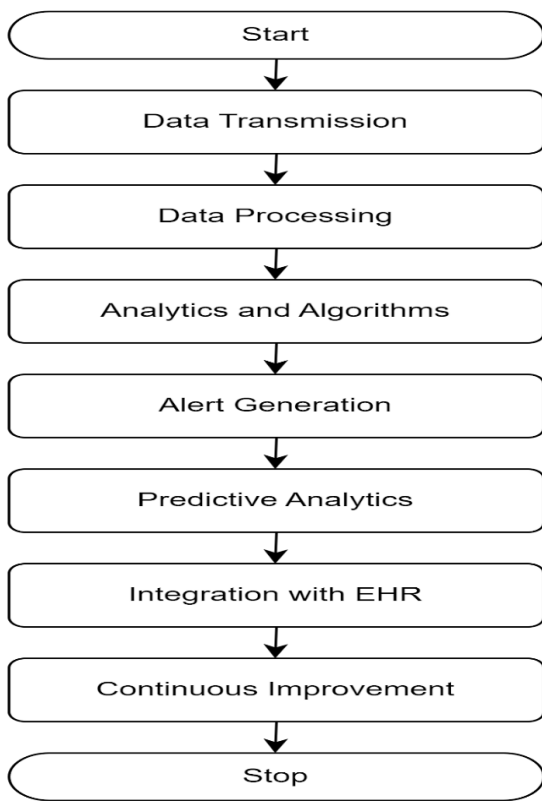 Start
Data Transmission
Data Processing
Analytics and Algorithms
Alert Generation
Predictive Analytics
Integration with EHR
Continuous Improvement
Stop